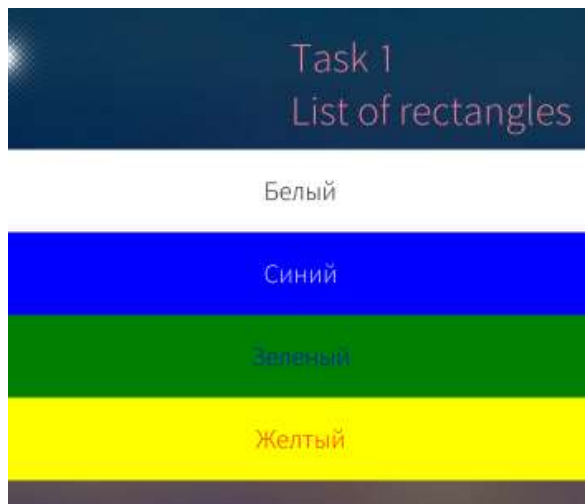 Task 1
List of rectangles
Белый
Синий
Зеленый
Желтый